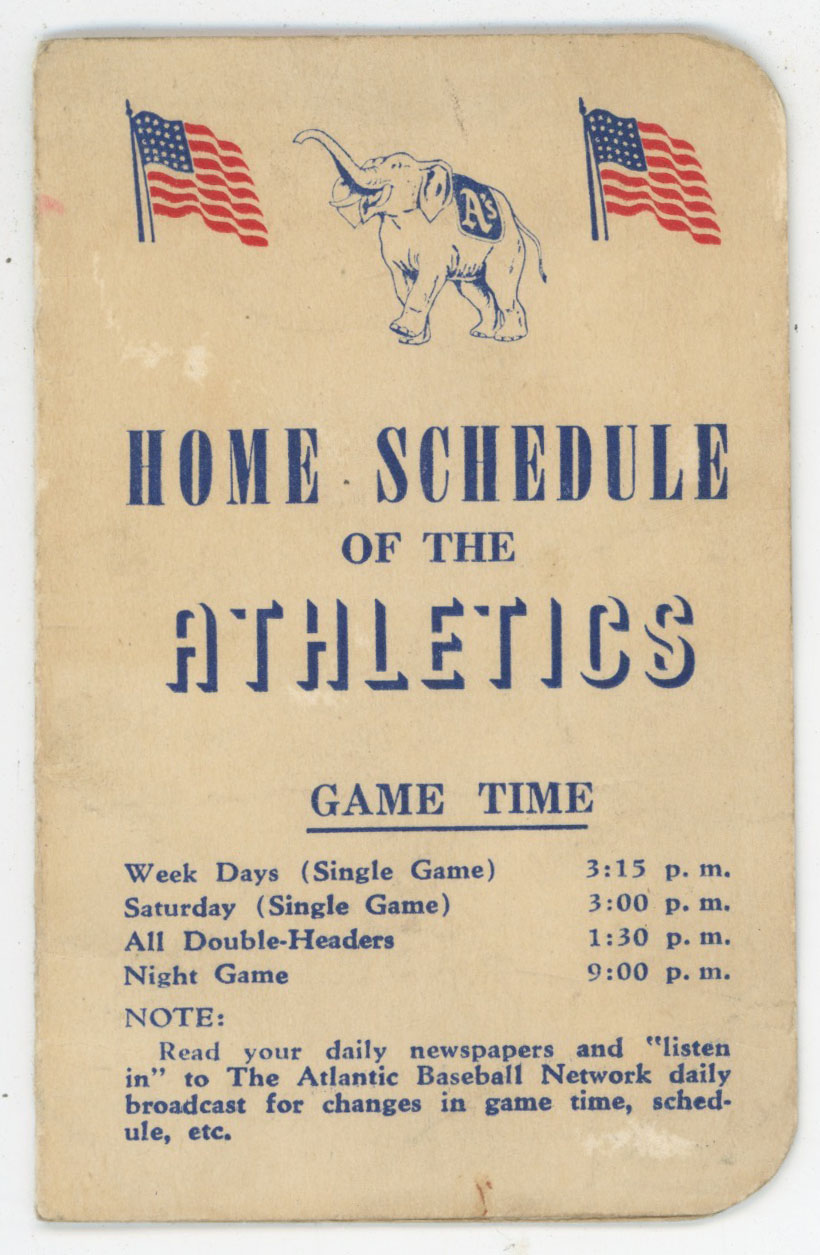 A's
HOME SCHEDULE
OF THE
ATHLETICS
GAME TIME
Week Days (Single Game) 3:15 p. m.
Saturday (Single Game) 3:00 p. m.
All Double-Headers 1:30 p. m.
Night Game 9:00 p. m.
NOTE:
Read your daily newspapers and "listen
in" to The Atlantic Baseball Network daily
broadcast for changes in game time, sched-
ule, etc.